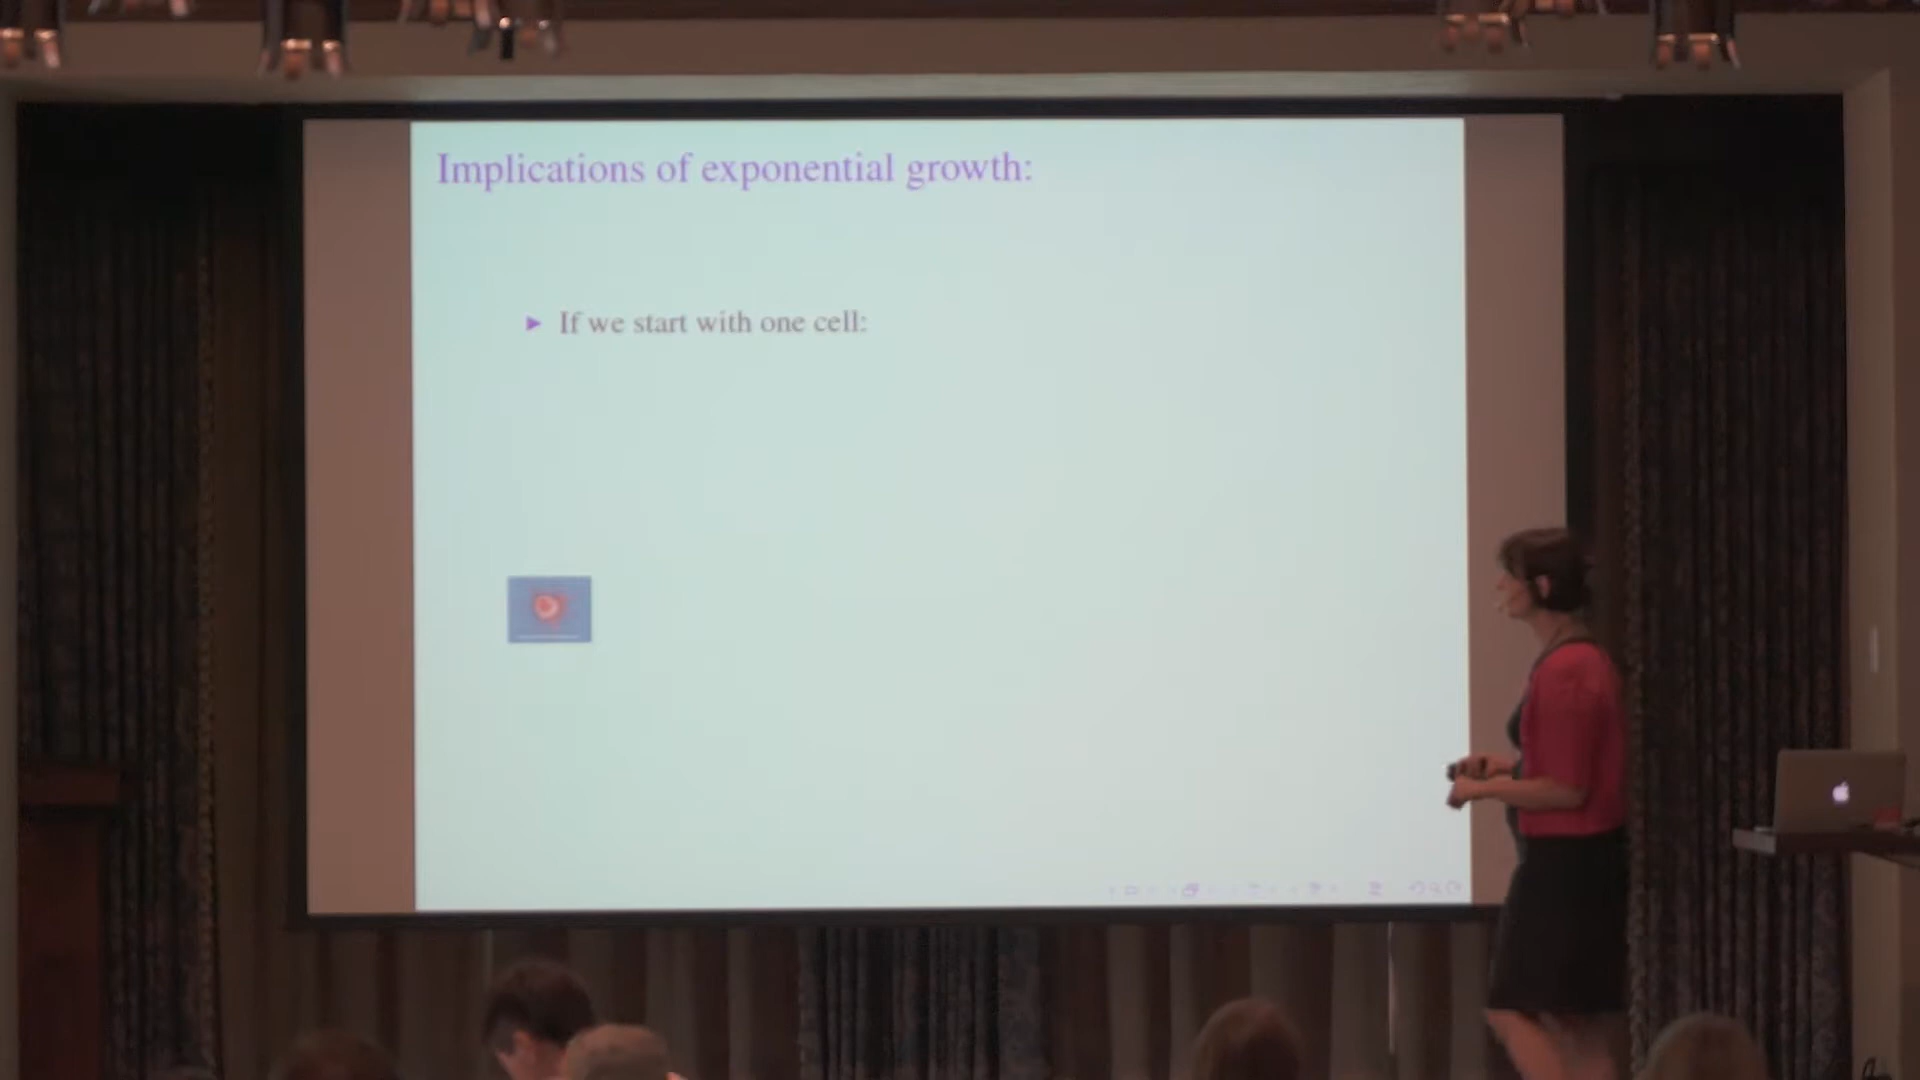 Implications of exponential growth:
If we start with one cell: